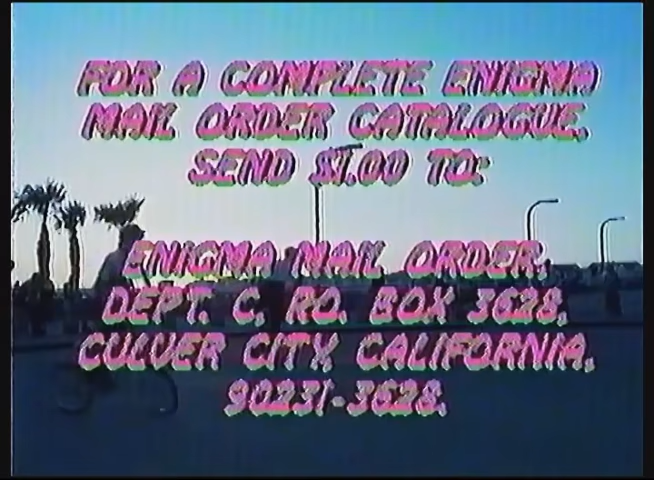 FOR A COMPLETE ENIGMA
MAIL ORDER CATALOGUE,
SEND $1.00 TO:
ENIGMA MAIL ORDER,
DEPT. C, P.O. BOX 3628,
CULVER CITY, CALIFORNIA,
90231-3628.